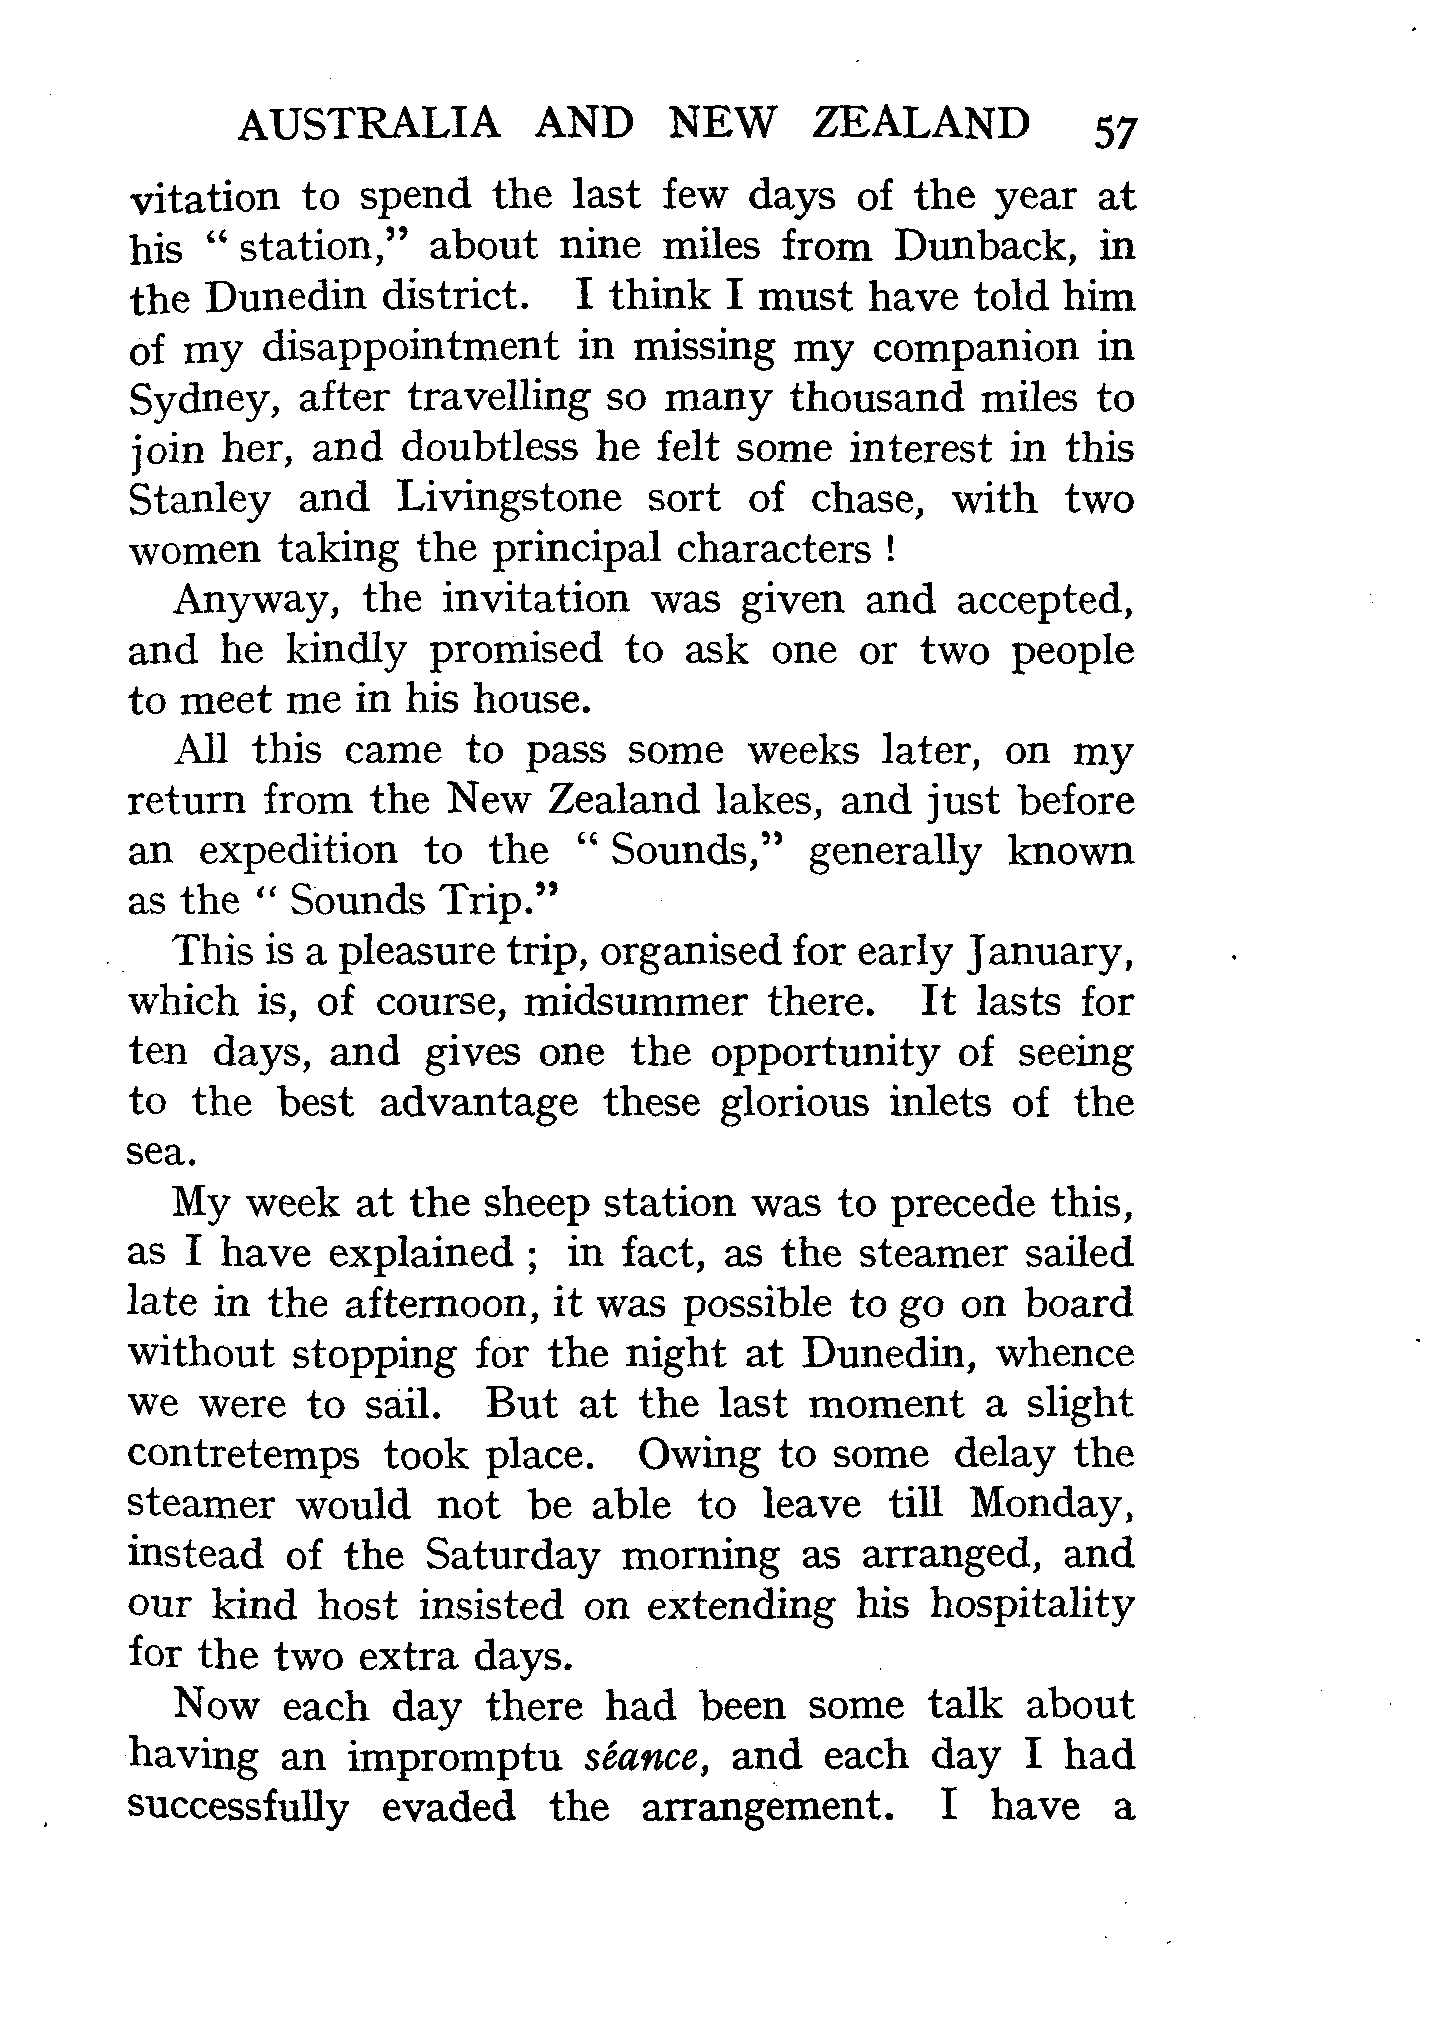 AUSTRALIA AND NEW ZEALAND 57
vitation to spend the last few days of the year at
his “ station,” about nine miles from Dunback, in
the Dunedin district. I think I must have told him
of my disappointment in missing my companion in
Sydney, after travelling so many thousand miles to
join her, and doubtless he felt some interest in this
Stanley and Livingstone sort of chase, with two
women taking the principal characters !
Anyway, the invitation was given and accepted,
and he kindly promised to ask one or two people
to meet me in his house.
All this came to pass some weeks later, on my
return from the New Zealand lakes, and just before
an expedition to the “ Sounds,” generally known
as the “ Sounds Trip.”
This is a pleasure trip, organised for early January,
which is, of course, midsummer there. It lasts for
ten days, and gives one the opportunity of seeing
to the best advantage these glorious inlets of the
sea.
My week at the sheep station was to precede this,
as I have explained ; in fact, as the steamer sailed
late in the afternoon, it was possible to go on board
without stopping for the night at Dunedin, whence
we were to sail. But at the last moment a slight
contretemps took place. Owing to some delay the
steamer would not be able to leave till Monday,
instead of the Saturday morning as arranged, and
our kind host insisted on extending his hospitality
for the two extra days.
Now each day there had been some talk about
having an impromptu séance, and each day I had
successfully evaded the arrangement. I have a